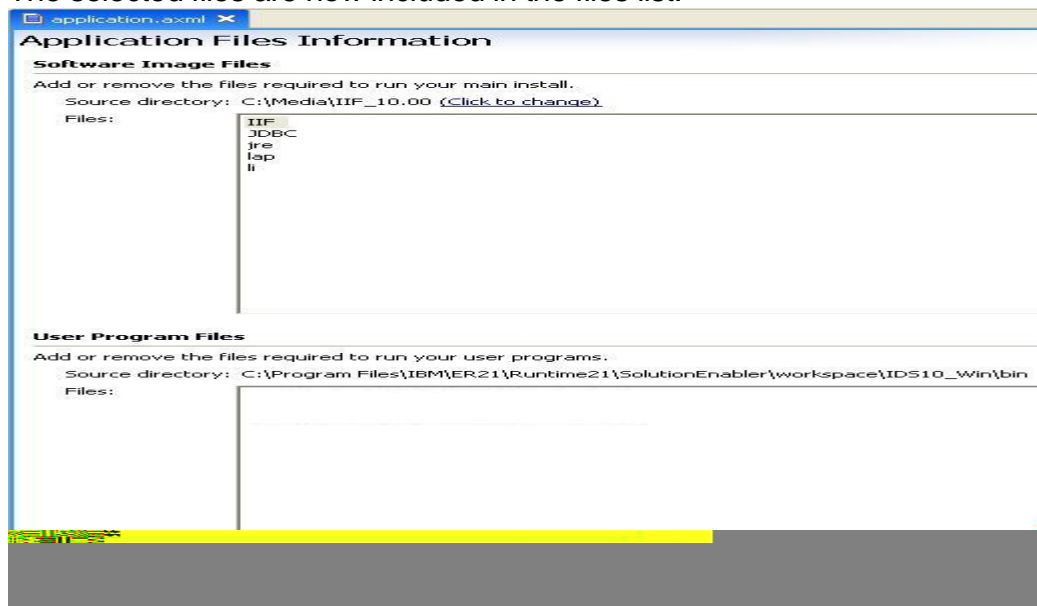 The selected files are now included in the files list.
application.axml
Application Files Information
Software Image Files
Add or remove the files required to run your main install.
Source directory: C:\Media\IIF_10.00 (Click to change)
Files:
IIF
JDBC
jre
lap
li
User Program Files
Add or remove the files required to run your user programs.
Source directory: C:\Program Files\IBM\ER21\Runtime21\SolutionEnabler\workspace\IDS10_Win\bin
Files: